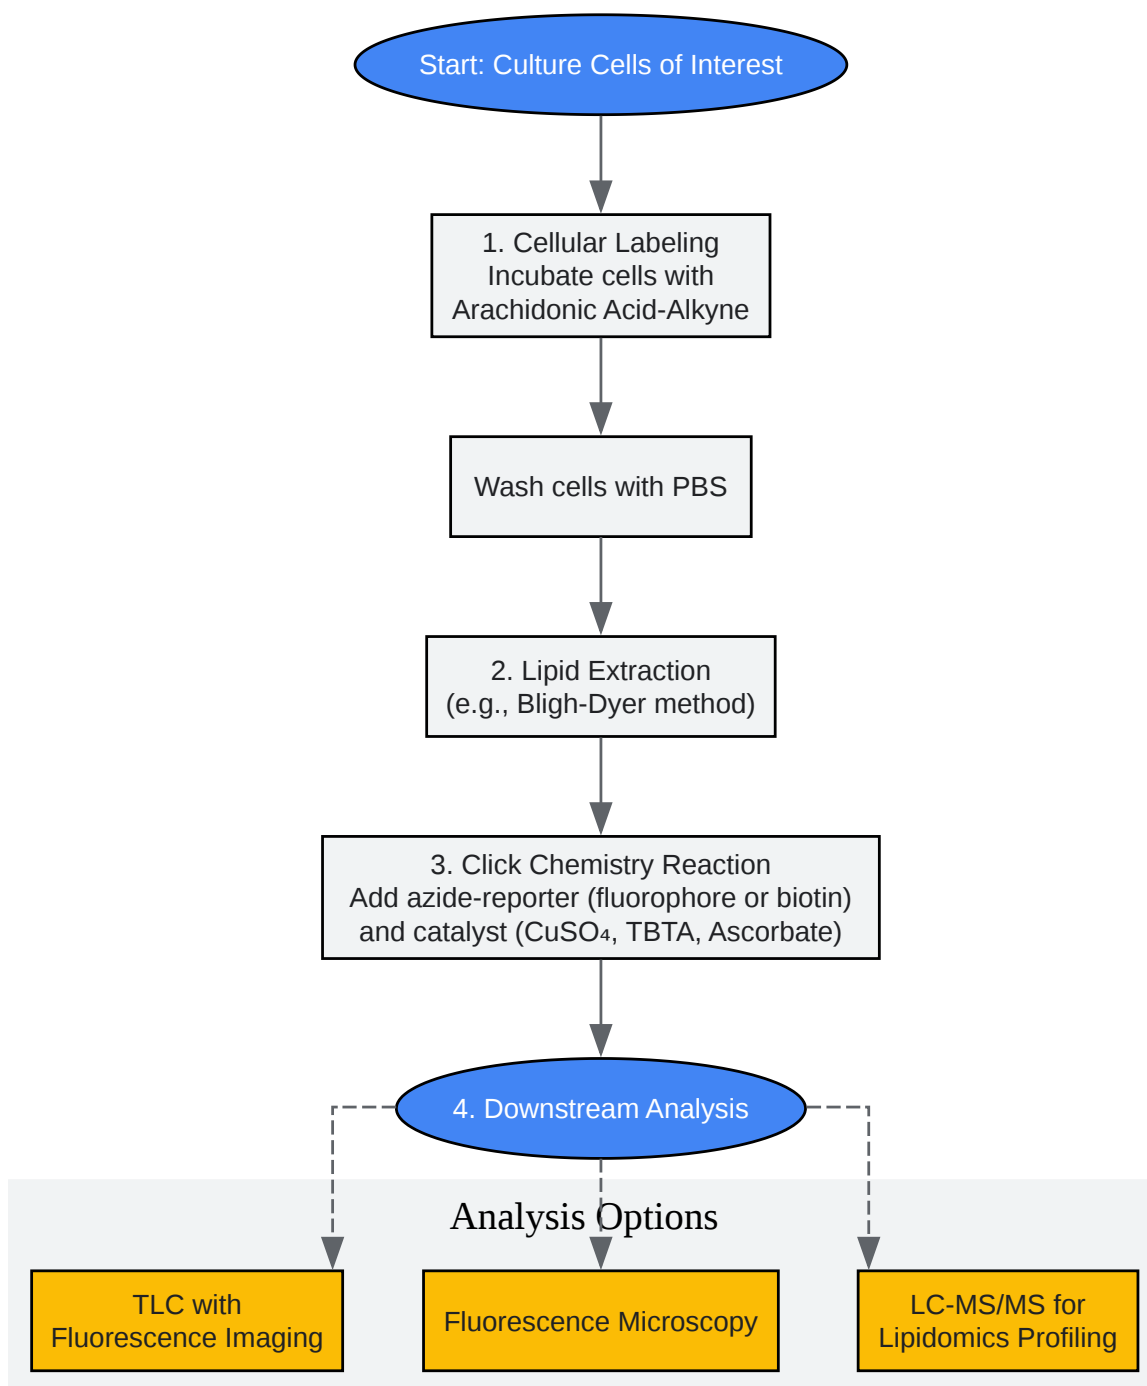 Start: Culture Cells of Interest
1. Cellular Labeling
Incubate cells with
Arachidonic Acid-Alkyne
Wash cells with PBS
2. Lipid Extraction
(e.g., Bligh-Dyer method)
3. Click Chemistry Reaction
Add azide-reporter (fluorophore or biotin)
and catalyst (CuSO₄, TBTA, Ascorbate)
4. Downstream Analysis
Analysis Options
TLC with
Fluorescence Imaging
Fluorescence Microscopy
LC-MS/MS for
Lipidomics Profiling